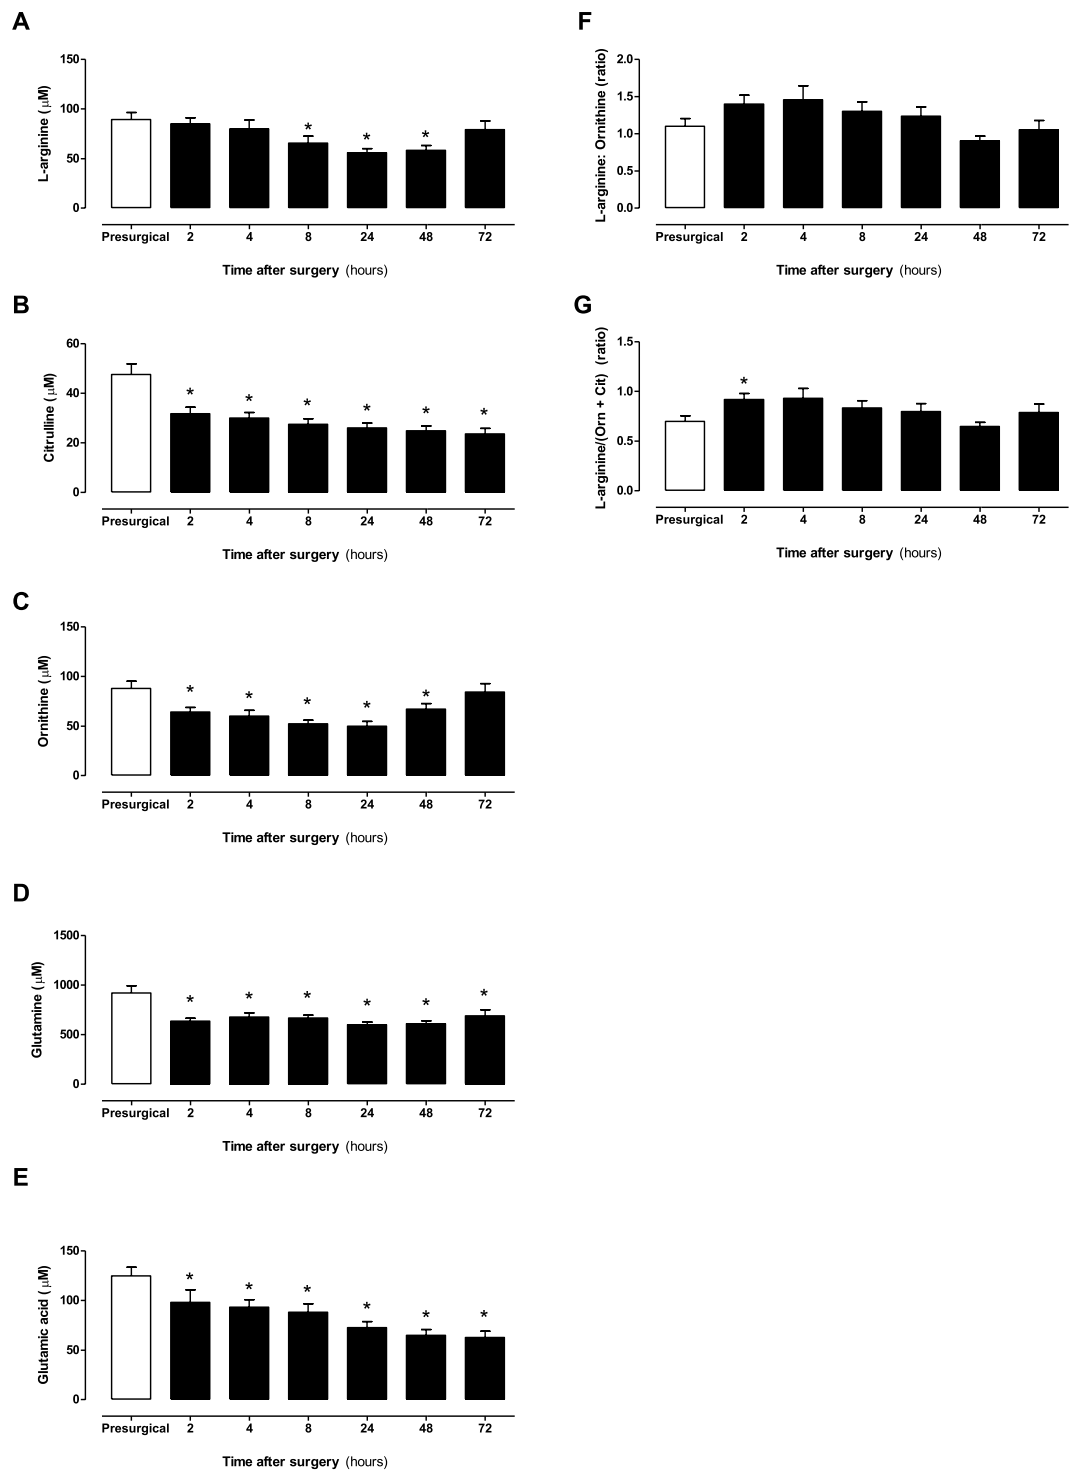 A
L-arginine (μM)
150
100
50
0
* * *
Presurgical 2 4 8 24 48 72
Time after surgery (hours)
B
Citrulline (μM)
60
40
20
0
* * * * * *
Presurgical 2 4 8 24 48 72
Time after surgery (hours)
C
Ornithine (μM)
150
100
50
0
* * * * *
Presurgical 2 4 8 24 48 72
Time after surgery (hours)
D
Glutamine (μM)
1500
1000
500
0
* * * * * *
Presurgical 2 4 8 24 48 72
Time after surgery (hours)
E
Glutamic acid (μM)
150
100
50
0
* * * * * *
Presurgical 2 4 8 24 48 72
Time after surgery (hours)
F
L-arginine: Ornithine (ratio)
2.0
1.5
1.0
0.5
0.0
Presurgical 2 4 8 24 48 72
Time after surgery (hours)
G
L-arginine/(Orn + Cit) (ratio)
1.5
1.0
0.5
0.0
*
Presurgical 2 4 8 24 48 72
Time after surgery (hours)